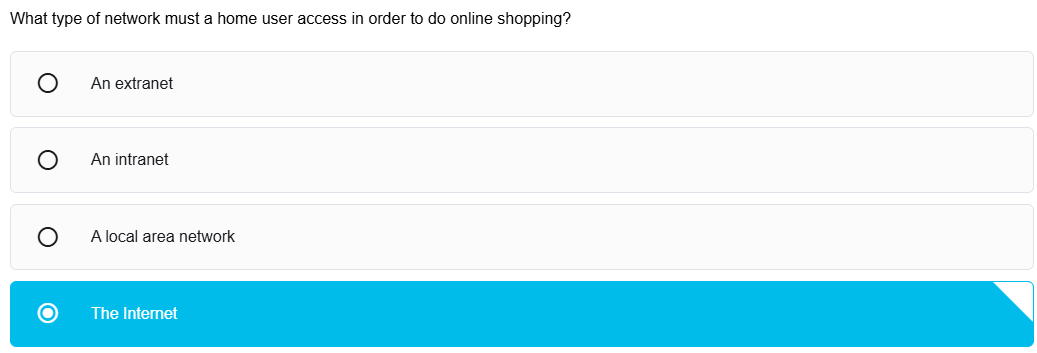 What type of network must a home user access in order to do online shopping?
An extranet
An intranet
A local area network
The Internet